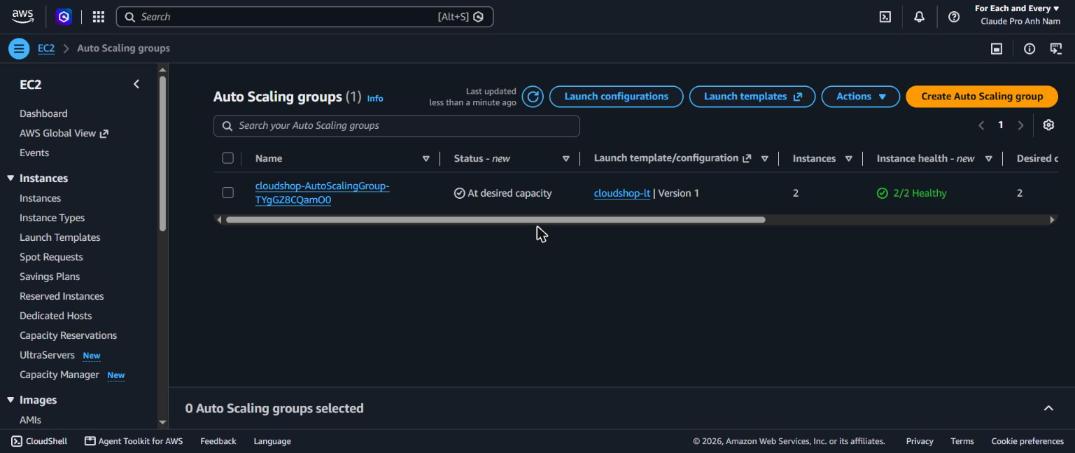 aws
Search
[Alt+S]
For Each and Every
Claude Pro Anh Nam
EC2
Auto Scaling groups
EC2
Dashboard
AWS Global View
Events
Instances
Instances
Instance Types
Launch Templates
Spot Requests
Savings Plans
Reserved Instances
Dedicated Hosts
Capacity Reservations
UltraServers New
Capacity Manager New
Images
AMIs
Auto Scaling groups (1) Info
Last updated
less than a minute ago
Launch configurations
Launch templates
Actions
Create Auto Scaling group
Search your Auto Scaling groups
1
Name
Status - new
Launch template/configuration
Instances
Instance health - new
Desired c
cloudshop-AutoScalingGroup-
TYgGZ8CQamO0
At desired capacity
cloudshop-lt | Version 1
2
2/2 Healthy
2
0 Auto Scaling groups selected
CloudShell
Agent Toolkit for AWS
Feedback
Language
© 2026, Amazon Web Services, Inc. or its affiliates.
Privacy
Terms
Cookie preferences